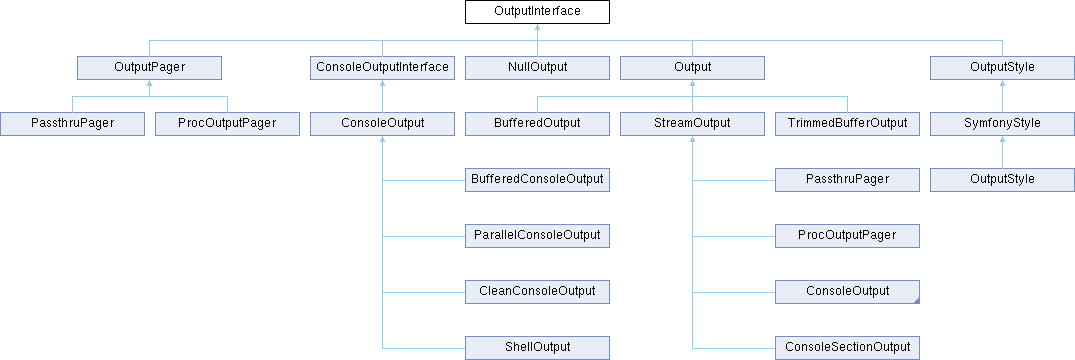 OutputInterface
OutputPager
ConsoleOutputInterface
NullOutput
Output
OutputStyle
PassthruPager
ProcOutputPager
ConsoleOutput
BufferedOutput
StreamOutput
TrimmedBufferOutput
SymfonyStyle
BufferedConsoleOutput
PassthruPager
OutputStyle
ParallelConsoleOutput
ProcOutputPager
CleanConsoleOutput
ConsoleOutput
ShellOutput
ConsoleSectionOutput